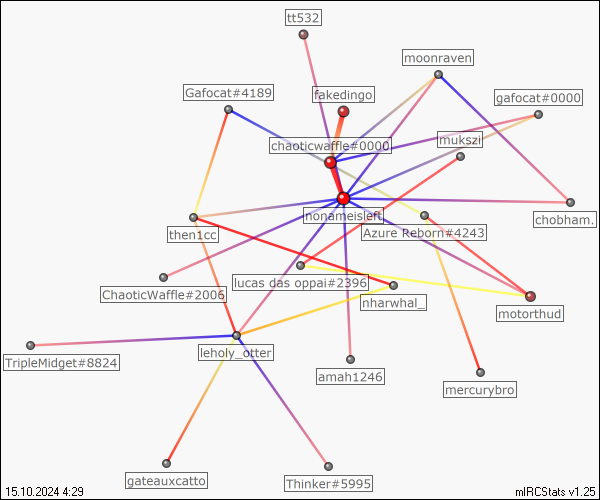 tt532
moonraven
Gafocat#4189
fakedingo
gafocat#0000
chaoticwaffle#0000
mukszi
nonameisleft
chobham.
then1cc
Azure Reborn#4243
ChaoticWaffle#2006
lucas das oppai#2396
nharwhal_
motorthud
leholy_otter
TripleMidget#8824
amah1246
mercurybro
gateauxcatto
Thinker#5995
15.10.2024 4:29
mIRCStats v1.25